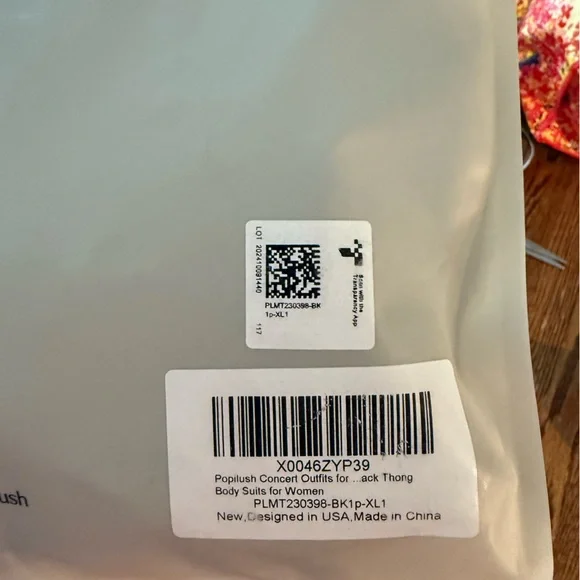 LOT 202410091440
117
Scan with the
Transparency App
PLMT230398-BK
1p-XL1
X0046ZYP39
Popilush Concert Outfits for ...ack Thong
Body Suits for Women
PLMT230398-BK1p-XL1
New,Designed in USA,Made in China
ush